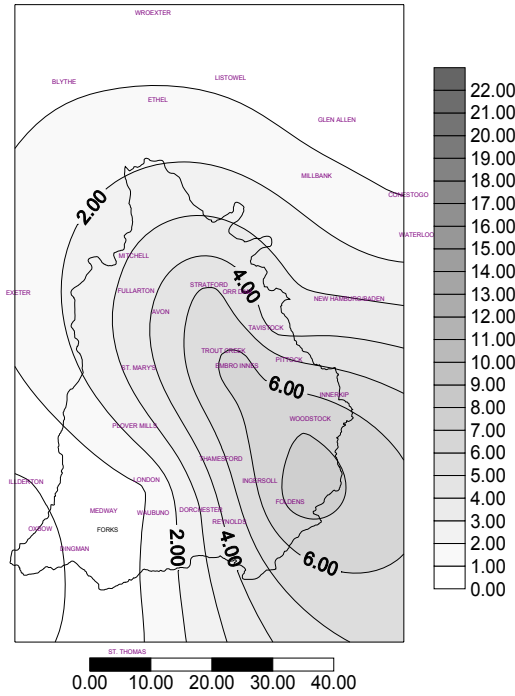 WROEXTER
BLYTHE
LISTOWEL
ETHEL
GLEN ALLEN
MILLBANK
CONESTOGO
2.00
WATERLOO
MITCHELL
EXETER
FULLARTON
STRATFORD
4.00
NEW HAMBURG/BADEN
AVON
TAVISTOCK
TROUT CREEK
PITTOCK
EMBRO INNES
ST. MARY'S
6.00
INNERKIP
WOODSTOCK
PLOVER MILLS
THAMESFORD
ILLDERTON
LONDON
INGERSOLL
FOLDENS
MEDWAY
WAUBUNO
DORCHESTER
REYNOLDS
OXBOW
FORKS
DINGMAN
2.00
4.00
6.00
ST. THOMAS
0.00 10.00 20.00 30.00 40.00
22.00
21.00
20.00
19.00
18.00
17.00
16.00
15.00
14.00
13.00
12.00
11.00
10.00
9.00
8.00
7.00
6.00
5.00
4.00
3.00
2.00
1.00
0.00